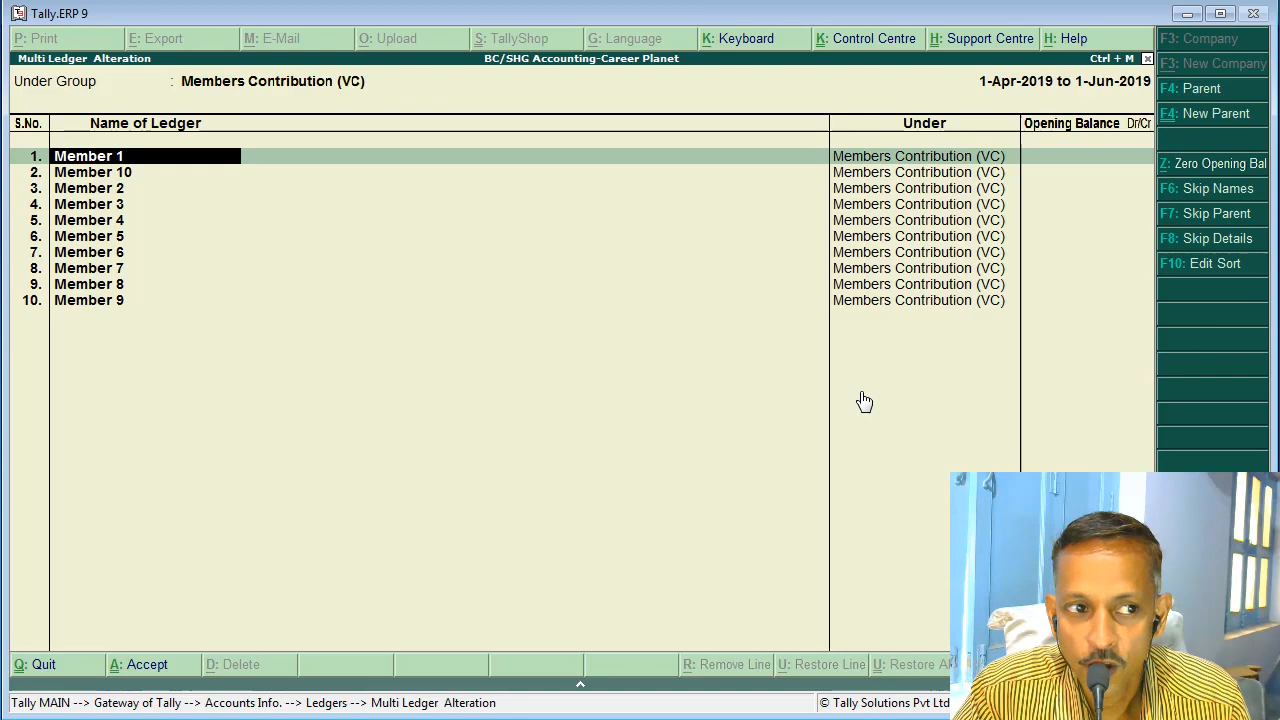 Tally.ERP 9
P: Print E: Export M: E-Mail O: Upload S: TallyShop G: Language K: Keyboard K: Control Centre H: Support Centre H: Help
F3: Company
Multi Ledger Alteration BC/SHG Accounting-Career Planet Ctrl + M
F3: New Company
Under Group : Members Contribution (VC) 1-Apr-2019 to 1-Jun-2019
F4: Parent
F4: New Parent
S.No. Name of Ledger Under Opening Balance Dr/Cr
1. Member 1 Members Contribution (VC)
Z: Zero Opening Bal
2. Member 10 Members Contribution (VC)
3. Member 2 Members Contribution (VC)
F6: Skip Names
4. Member 3 Members Contribution (VC)
F7: Skip Parent
5. Member 4 Members Contribution (VC)
6. Member 5 Members Contribution (VC)
F8: Skip Details
7. Member 6 Members Contribution (VC)
8. Member 7 Members Contribution (VC)
F10: Edit Sort
9. Member 8 Members Contribution (VC)
10. Member 9 Members Contribution (VC)
Q: Quit A: Accept D: Delete R: Remove Line U: Restore Line U: Restore
Tally MAIN --> Gateway of Tally --> Accounts Info. --> Ledgers --> Multi Ledger Alteration © Tally Solutions Pvt Ltd